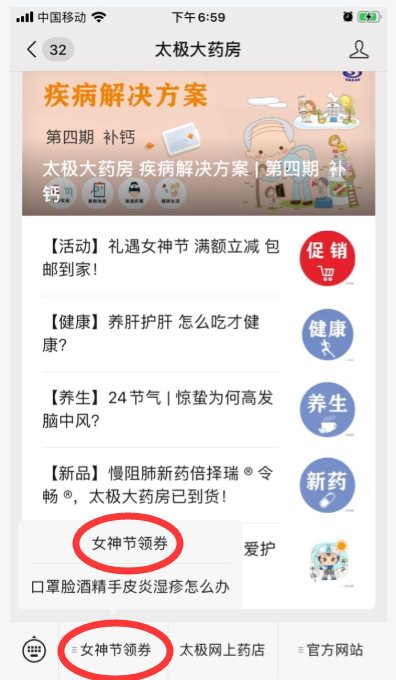 中国移动
下午6:59
32
太极大药房
疾病解决方案
第四期 补钙
太极大药房 疾病解决方案 | 第四期 补
钙
【活动】礼遇女神节 满额立减 包
邮到家！
促销
【健康】养肝护肝 怎么吃才健
康?
健康
【养生】24节气 | 惊蛰为何高发
脑中风?
养生
【新品】慢阻肺新药倍择瑞®令
畅®，太极大药房已到货！
新药
爱护
女神节领券
口罩脸酒精手皮炎湿疹怎么办
女神节领券
太极网上药店
官方网站